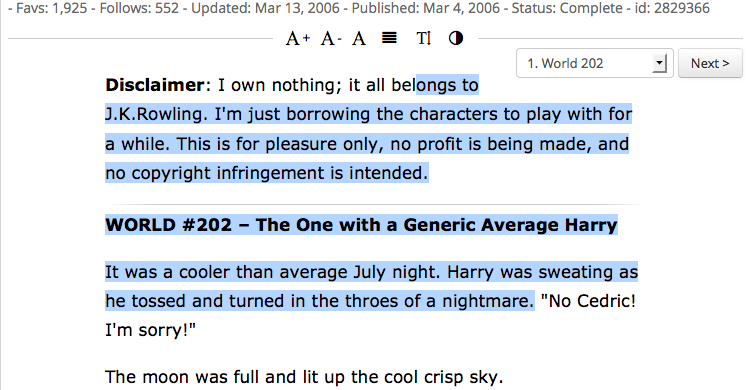 - Favs: 1,925 - Follows: 552 - Updated: Mar 13, 2006 - Published: Mar 4, 2006 - Status: Complete - id: 2829366
A+ A- A TI
1. World 202 Next >
Disclaimer: I own nothing; it all belongs to
J.K.Rowling. I'm just borrowing the characters to play with for
a while. This is for pleasure only, no profit is being made, and
no copyright infringement is intended.
WORLD #202 – The One with a Generic Average Harry
It was a cooler than average July night. Harry was sweating as
he tossed and turned in the throes of a nightmare. "No Cedric!
I'm sorry!"
The moon was full and lit up the cool crisp sky.